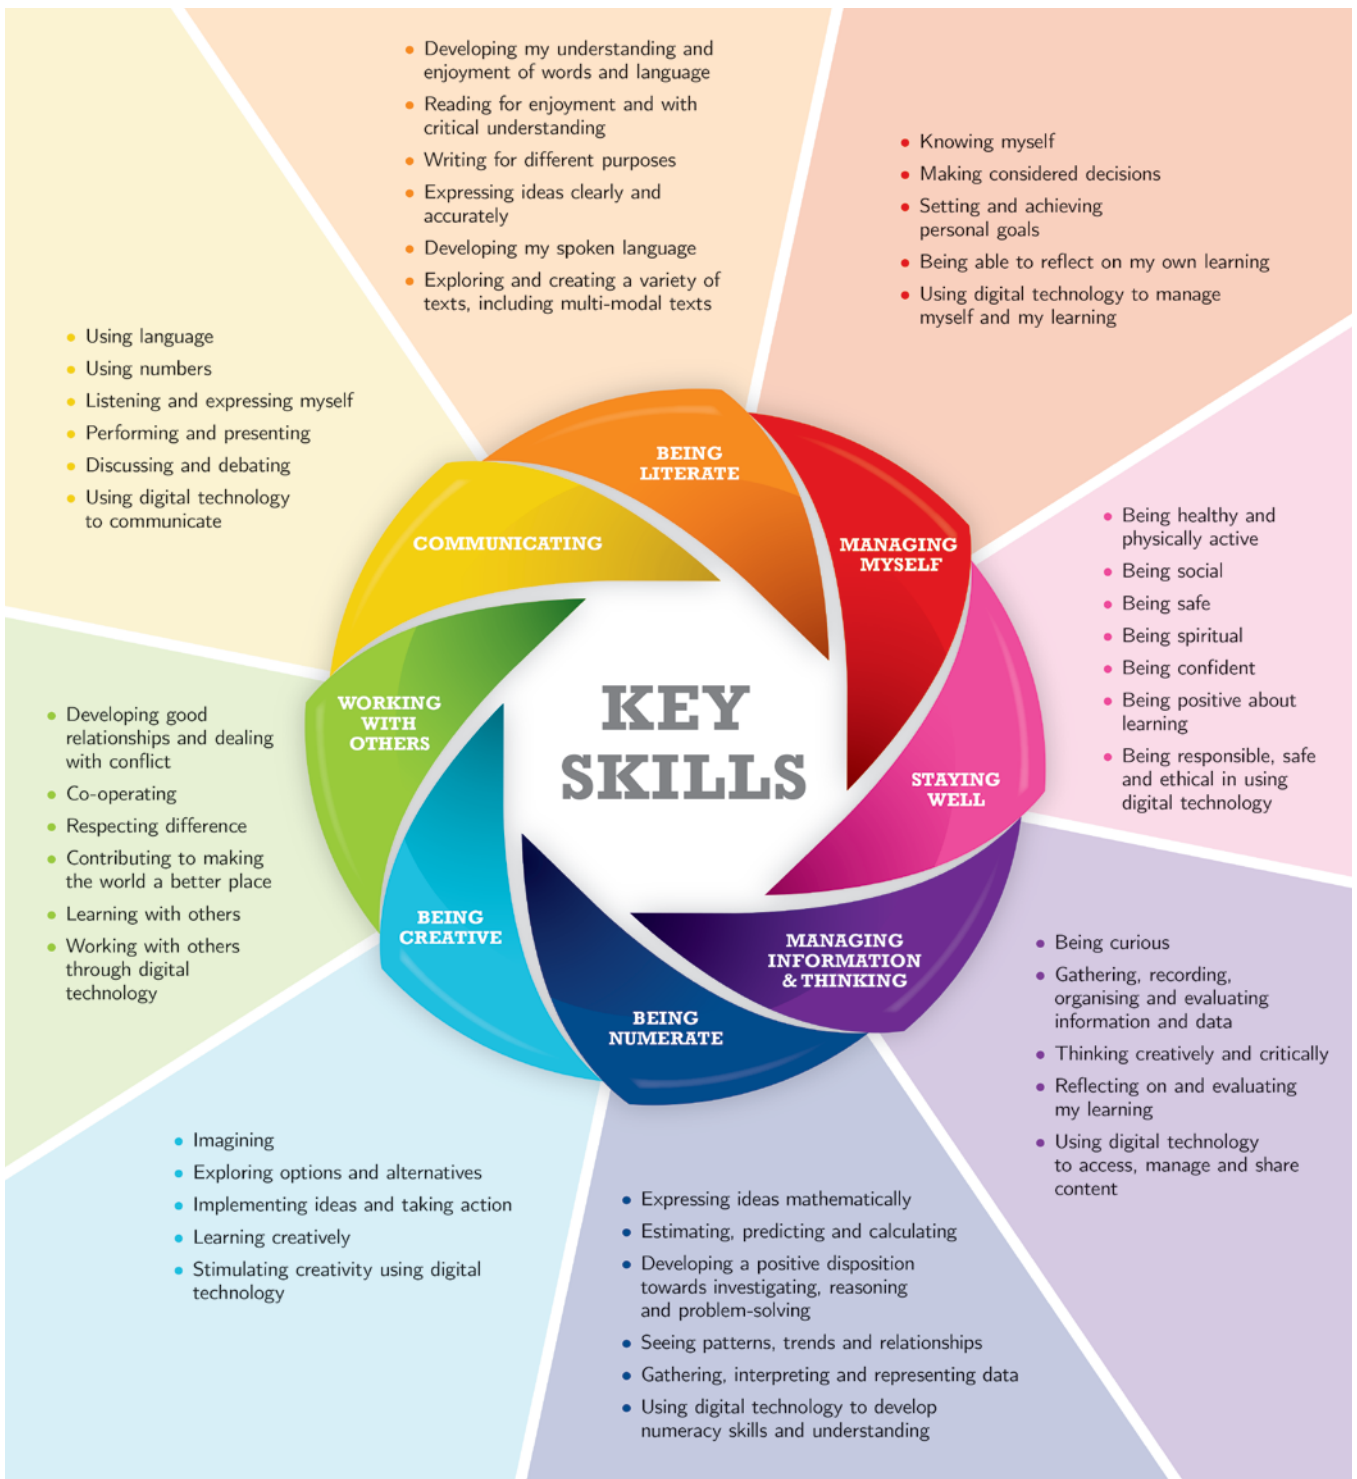 • Developing my understanding and
enjoyment of words and language
• Reading for enjoyment and with
critical understanding
• Writing for different purposes
• Expressing ideas clearly and
accurately
• Developing my spoken language
• Exploring and creating a variety of
texts, including multi-modal texts
• Knowing myself
• Making considered decisions
• Setting and achieving
personal goals
• Being able to reflect on my own learning
• Using digital technology to manage
myself and my learning
• Using language
• Using numbers
• Listening and expressing myself
• Performing and presenting
• Discussing and debating
• Using digital technology
to communicate
BEING
LITERATE
COMMUNICATING
MANAGING
MYSELF
• Being healthy and
physically active
• Being social
• Being safe
• Being spiritual
• Being confident
• Being positive about
learning
• Being responsible, safe
and ethical in using
digital technology
KEY
SKILLS
WORKING
WITH
OTHERS
STAYING
WELL
• Developing good
relationships and dealing
with conflict
• Co-operating
• Respecting difference
• Contributing to making
the world a better place
• Learning with others
• Working with others
through digital
technology
BEING
CREATIVE
MANAGING
INFORMATION
& THINKING
BEING
NUMERATE
• Being curious
• Gathering, recording,
organising and evaluating
information and data
• Thinking creatively and critically
• Reflecting on and evaluating
my learning
• Using digital technology
to access, manage and share
content
• Imagining
• Exploring options and alternatives
• Implementing ideas and taking action
• Learning creatively
• Stimulating creativity using digital
technology
• Expressing ideas mathematically
• Estimating, predicting and calculating
• Developing a positive disposition
towards investigating, reasoning
and problem-solving
• Seeing patterns, trends and relationships
• Gathering, interpreting and representing data
• Using digital technology to develop
numeracy skills and understanding